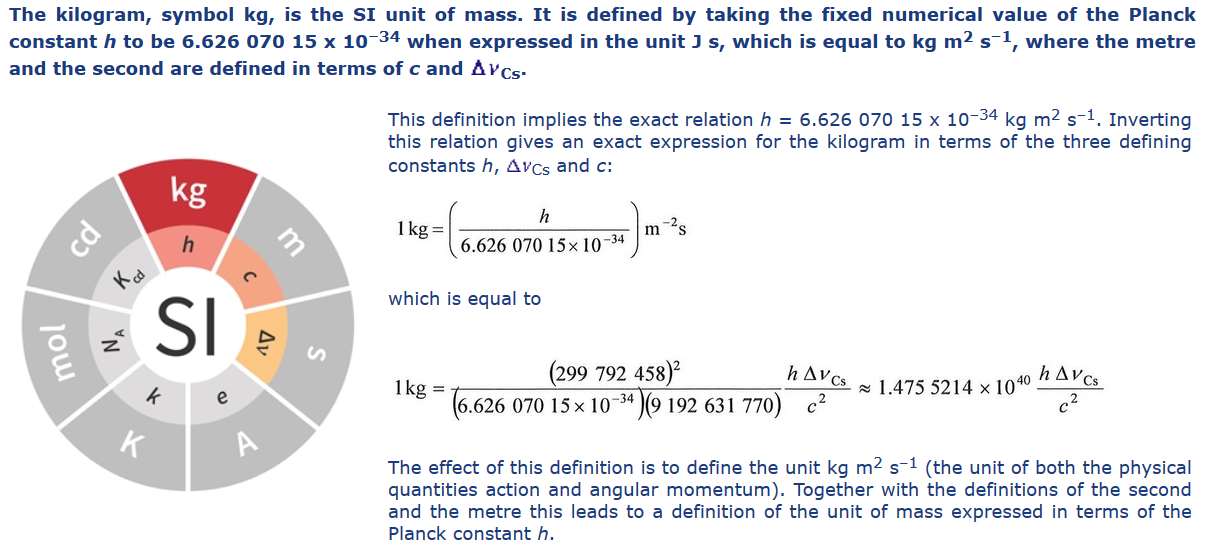 The kilogram, symbol kg, is the SI unit of mass. It is defined by taking the fixed numerical value of the Planck
constant h to be 6.626 070 15 x 10⁻³⁴ when expressed in the unit J s, which is equal to kg m² s⁻¹, where the metre
and the second are defined in terms of c and Δν_Cs.
This definition implies the exact relation h = 6.626 070 15 x 10⁻³⁴ kg m² s⁻¹. Inverting
this relation gives an exact expression for the kilogram in terms of the three defining
constants h, Δν_Cs and c:
1 kg = (h / 6.626 070 15 × 10⁻³⁴) m⁻² s
which is equal to
1 kg = (299 792 458)² / (6.626 070 15 × 10⁻³⁴)(9 192 631 770) h Δν_Cs / c² ≈ 1.475 5214 × 10⁴⁰ h Δν_Cs / c²
The effect of this definition is to define the unit kg m² s⁻¹ (the unit of both the physical
quantities action and angular momentum). Together with the definitions of the second
and the metre this leads to a definition of the unit of mass expressed in terms of the
Planck constant h.
kg
m
s
A
K
mol
cd
h
c
Δν
e
k
N_A
K_cd
SI